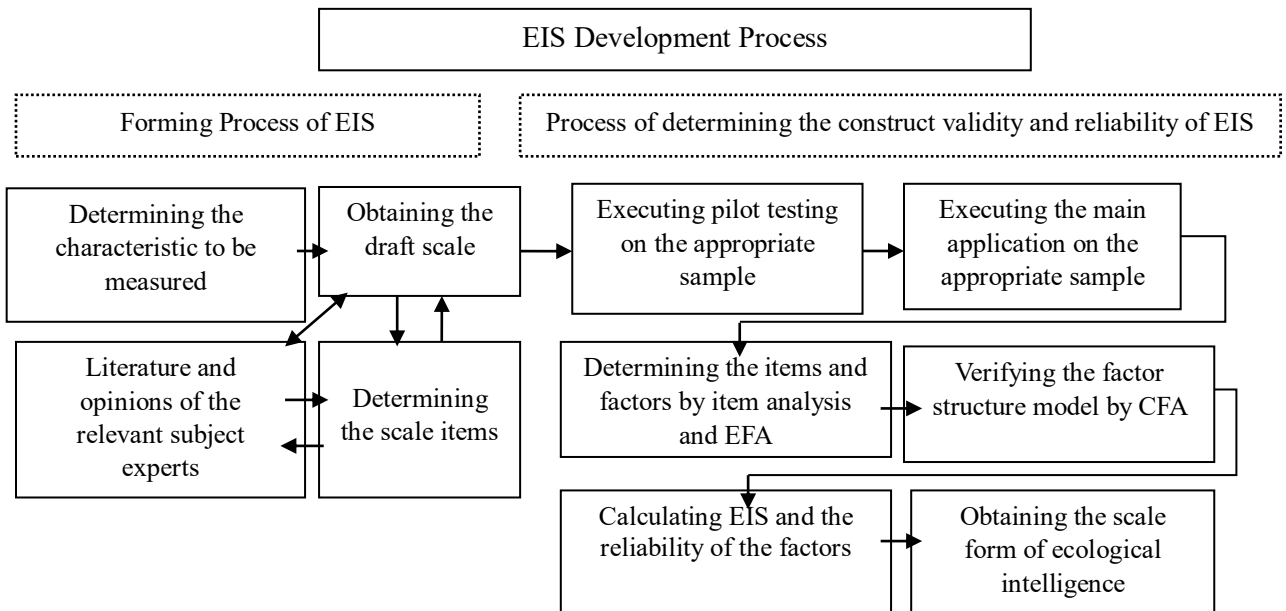 EIS Development Process
Forming Process of EIS
Process of determining the construct validity and reliability of EIS
Determining the
characteristic to be
measured
Obtaining the
draft scale
Executing pilot testing
on the appropriate
sample
Executing the main
application on the
appropriate sample
Literature and
opinions of the
relevant subject
experts
Determining
the scale items
Determining the items and
factors by item analysis
and EFA
Verifying the factor
structure model by CFA
Calculating EIS and the
reliability of the factors
Obtaining the scale
form of ecological
intelligence